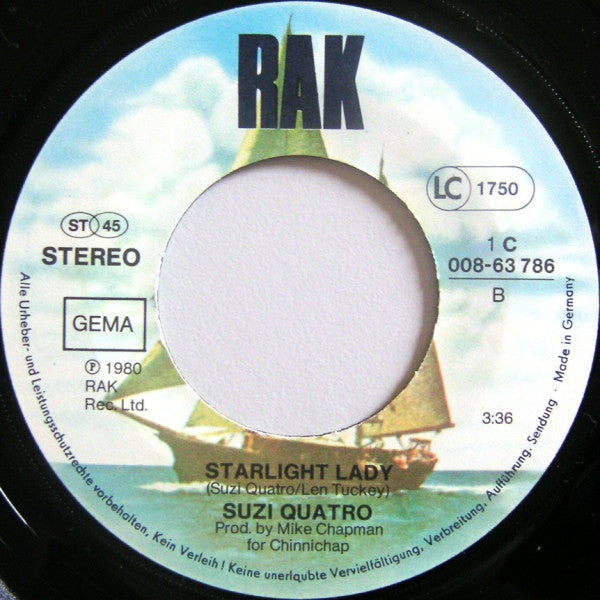 RAK
LC 1750
ST 45
STEREO
1 C
008-63 786
B
GEMA
℗ 1980
RAK
Rec. Ltd.
3:36
STARLIGHT LADY
(Suzi Quatro/Len Tuckey)
SUZI QUATRO
Prod. by Mike Chapman
for Chinnichap
Alle Urheber- und Leistungsschutzrechte vorbehalten, Kein Verleih! Keine unerlqubte Vervielfältigung, Verbreitung, Aufführung, Sendung · Made in Germany